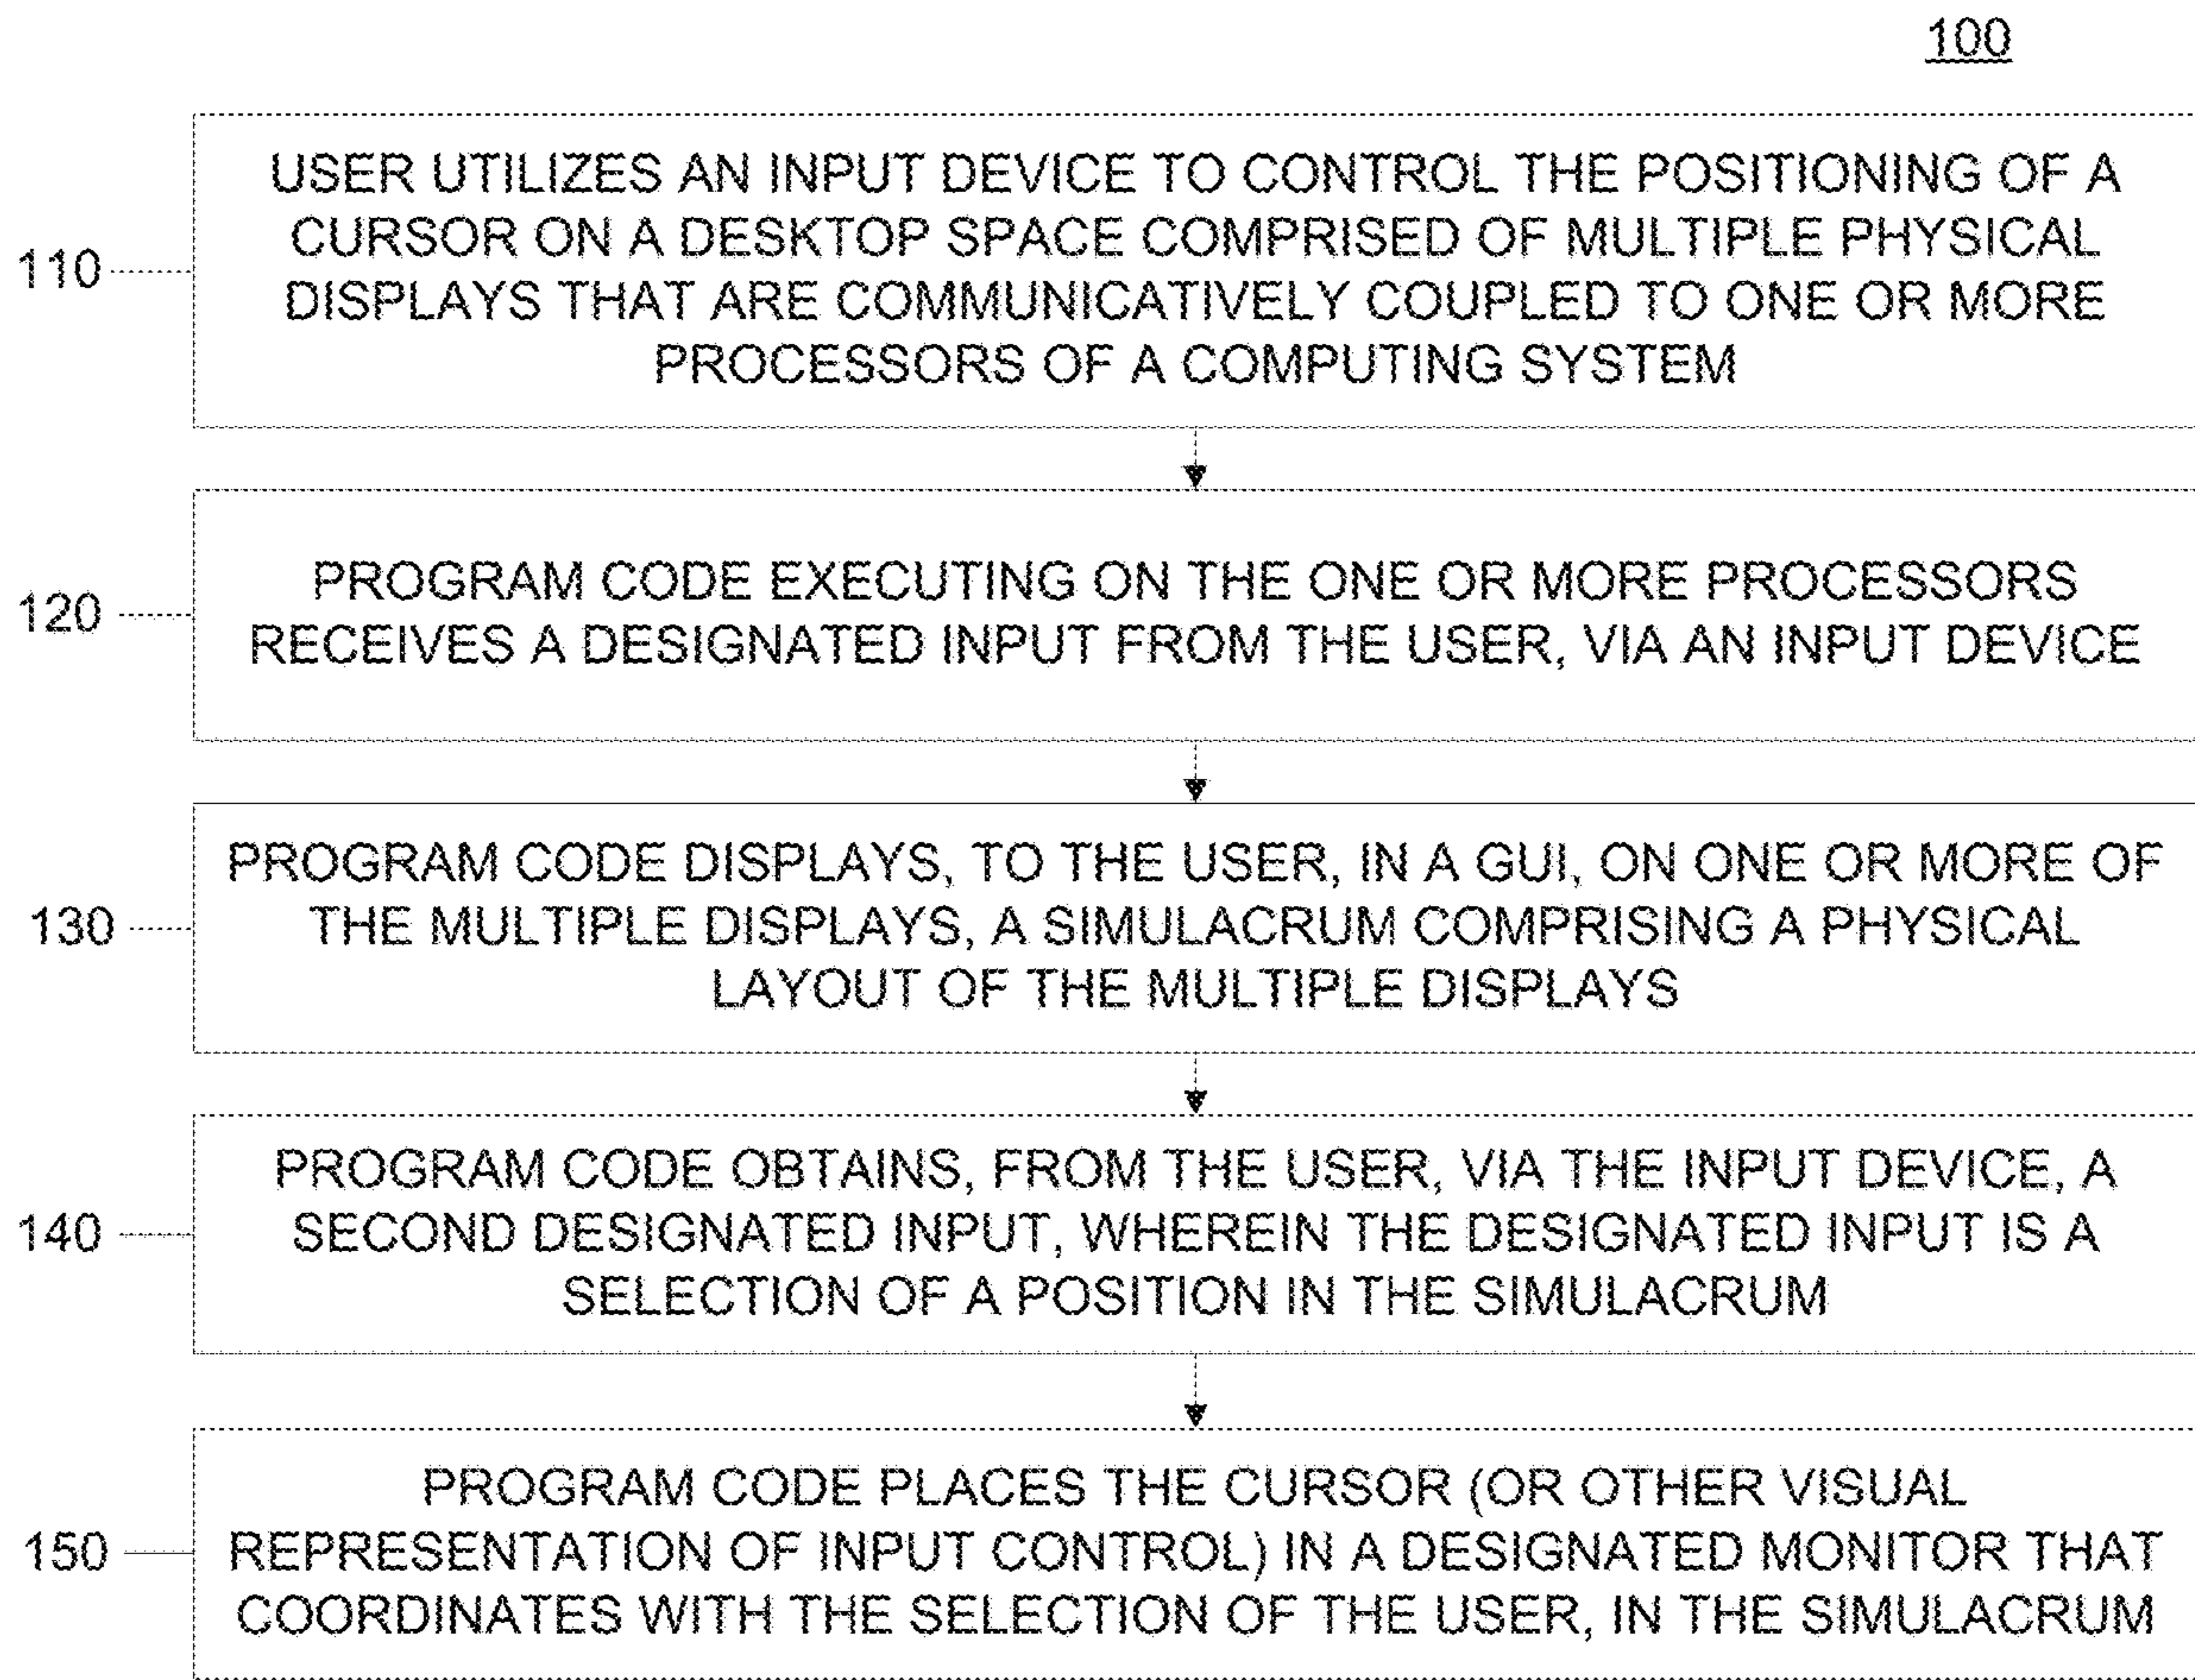 100
110
USER UTILIZES AN INPUT DEVICE TO CONTROL THE POSITIONING OF A
CURSOR ON A DESKTOP SPACE COMPRISED OF MULTIPLE PHYSICAL
DISPLAYS THAT ARE COMMUNICATIVELY COUPLED TO ONE OR MORE
PROCESSORS OF A COMPUTING SYSTEM
120
PROGRAM CODE EXECUTING ON THE ONE OR MORE PROCESSORS
RECEIVES A DESIGNATED INPUT FROM THE USER, VIA AN INPUT DEVICE
130
PROGRAM CODE DISPLAYS, TO THE USER, IN A GUI, ON ONE OR MORE OF
THE MULTIPLE DISPLAYS, A SIMULACRUM COMPRISING A PHYSICAL
LAYOUT OF THE MULTIPLE DISPLAYS
140
PROGRAM CODE OBTAINS, FROM THE USER, VIA THE INPUT DEVICE, A
SECOND DESIGNATED INPUT, WHEREIN THE DESIGNATED INPUT IS A
SELECTION OF A POSITION IN THE SIMULACRUM
150
PROGRAM CODE PLACES THE CURSOR (OR OTHER VISUAL
REPRESENTATION OF INPUT CONTROL) IN A DESIGNATED MONITOR THAT
COORDINATES WITH THE SELECTION OF THE USER, IN THE SIMULACRUM